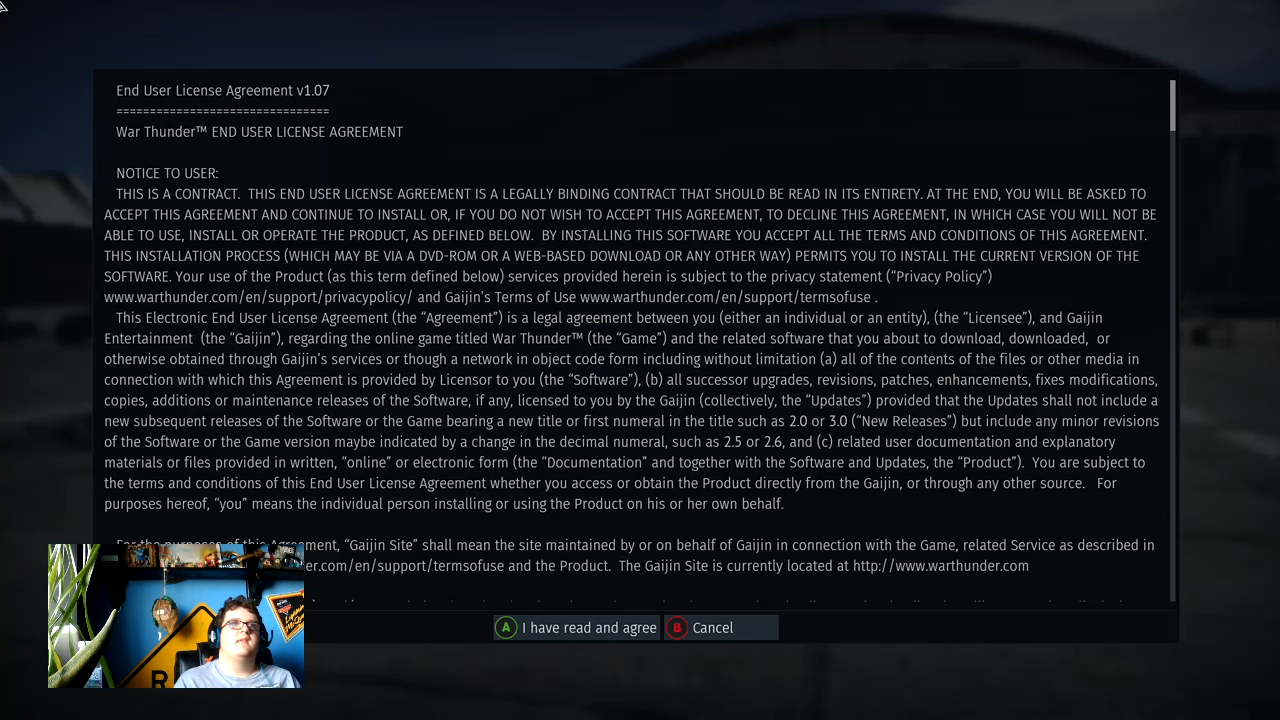 End User License Agreement v1.07
================================
War Thunder™ END USER LICENSE AGREEMENT
NOTICE TO USER:
THIS IS A CONTRACT.  THIS END USER LICENSE AGREEMENT IS A LEGALLY BINDING CONTRACT THAT SHOULD BE READ IN ITS ENTIRETY. AT THE END, YOU WILL BE ASKED TO
ACCEPT THIS AGREEMENT AND CONTINUE TO INSTALL OR, IF YOU DO NOT WISH TO ACCEPT THIS AGREEMENT, TO DECLINE THIS AGREEMENT, IN WHICH CASE YOU WILL NOT BE
ABLE TO USE, INSTALL OR OPERATE THE PRODUCT, AS DEFINED BELOW.  BY INSTALLING THIS SOFTWARE YOU ACCEPT ALL THE TERMS AND CONDITIONS OF THIS AGREEMENT.
THIS INSTALLATION PROCESS (WHICH MAY BE VIA A DVD-ROM OR A WEB-BASED DOWNLOAD OR ANY OTHER WAY) PERMITS YOU TO INSTALL THE CURRENT VERSION OF THE
SOFTWARE. Your use of the Product (as this term defined below) services provided herein is subject to the privacy statement (“Privacy Policy”)
www.warthunder.com/en/support/privacypolicy/ and Gaijin’s Terms of Use www.warthunder.com/en/support/termsofuse .
This Electronic End User License Agreement (the “Agreement”) is a legal agreement between you (either an individual or an entity), (the “Licensee”), and Gaijin
Entertainment  (the “Gaijin”), regarding the online game titled War Thunder™ (the “Game”) and the related software that you about to download, downloaded,  or
otherwise obtained through Gaijin’s services or though a network in object code form including without limitation (a) all of the contents of the files or other media in
connection with which this Agreement is provided by Licensor to you (the “Software”), (b) all successor upgrades, revisions, patches, enhancements, fixes modifications,
copies, additions or maintenance releases of the Software, if any, licensed to you by the Gaijin (collectively, the “Updates”) provided that the Updates shall not include a
new subsequent releases of the Software or the Game bearing a new title or first numeral in the title such as 2.0 or 3.0 (“New Releases”) but include any minor revisions
of the Software or the Game version maybe indicated by a change in the decimal numeral, such as 2.5 or 2.6, and (c) related user documentation and explanatory
materials or files provided in written, “online” or electronic form (the “Documentation” and together with the Software and Updates, the “Product”).  You are subject to
the terms and conditions of this End User License Agreement whether you access or obtain the Product directly from the Gaijin, or through any other source.   For
purposes hereof, “you” means the individual person installing or using the Product on his or her own behalf.
For the purposes of this Agreement, “Gaijin Site” shall mean the site maintained by or on behalf of Gaijin in connection with the Game, related Service as described in
er.com/en/support/termsofuse and the Product.  The Gaijin Site is currently located at http://www.warthunder.com
A I have read and agree B Cancel